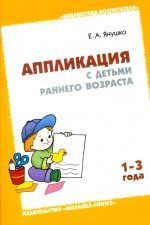 «БИБЛИОТЕКА ВОСПИТАТЕЛЯ»
Е. А. Янушко
АППЛИКАЦИЯ
С ДЕТЬМИ
РАННЕГО ВОЗРАСТА
1-3
года
ИЗДАТЕЛЬСТВО «МОЗАИКА-СИНТЕЗ»